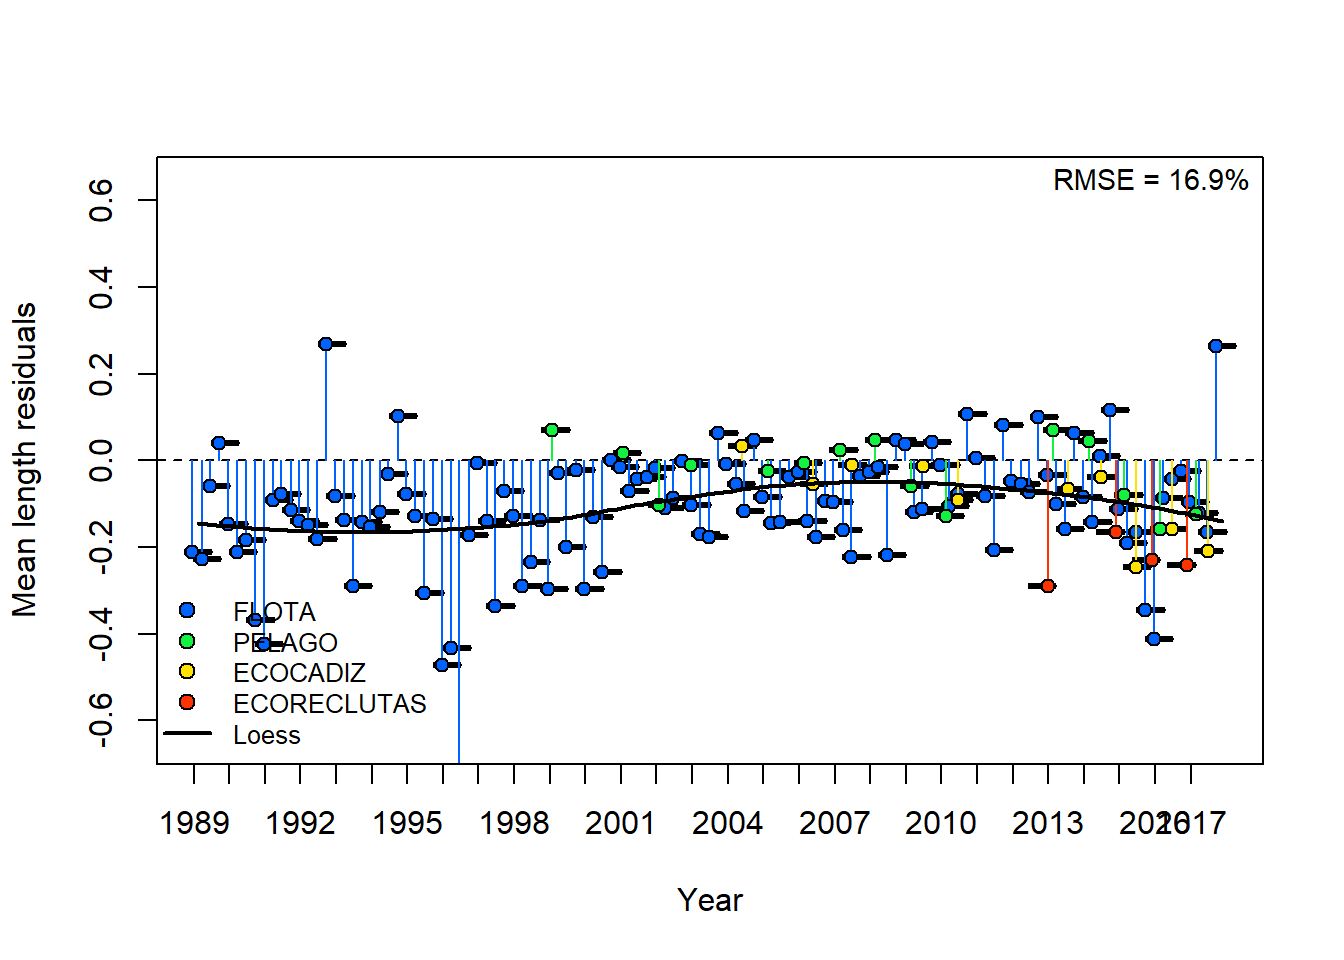 RMSE = 16.9%
0.6
0.4
0.2
0.0
-0.2
-0.4
-0.6
Mean length residuals
FLOTA
PELAGO
ECOCADIZ
ECORECLUTAS
Loess
1989 1992 1995 1998 2001 2004 2007 2010 2013 2016 2017
Year